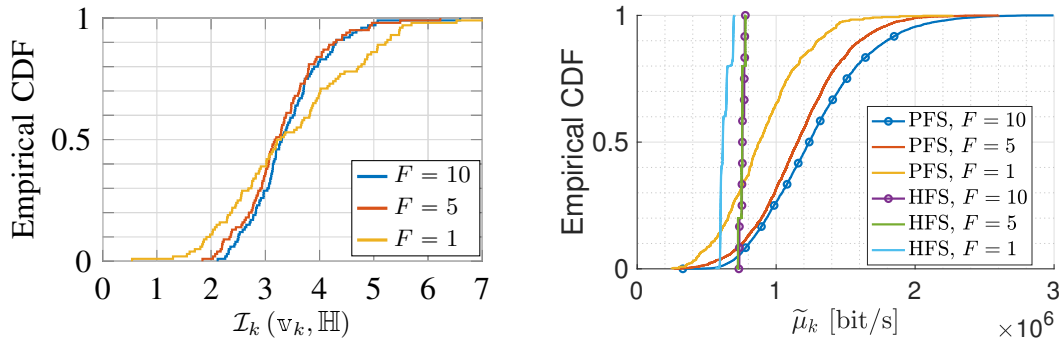 Empirical CDF
1
0.5
0
0 1 2 3 4 5 6 7
F = 10
F = 5
F = 1
ℐₖ (𝕧ₖ, ℍ)
Empirical CDF
1
0.5
0
0 1 2 3
PFS, F = 10
PFS, F = 5
PFS, F = 1
HFS, F = 10
HFS, F = 5
HFS, F = 1
μ̃ₖ [bit/s]
×10⁶